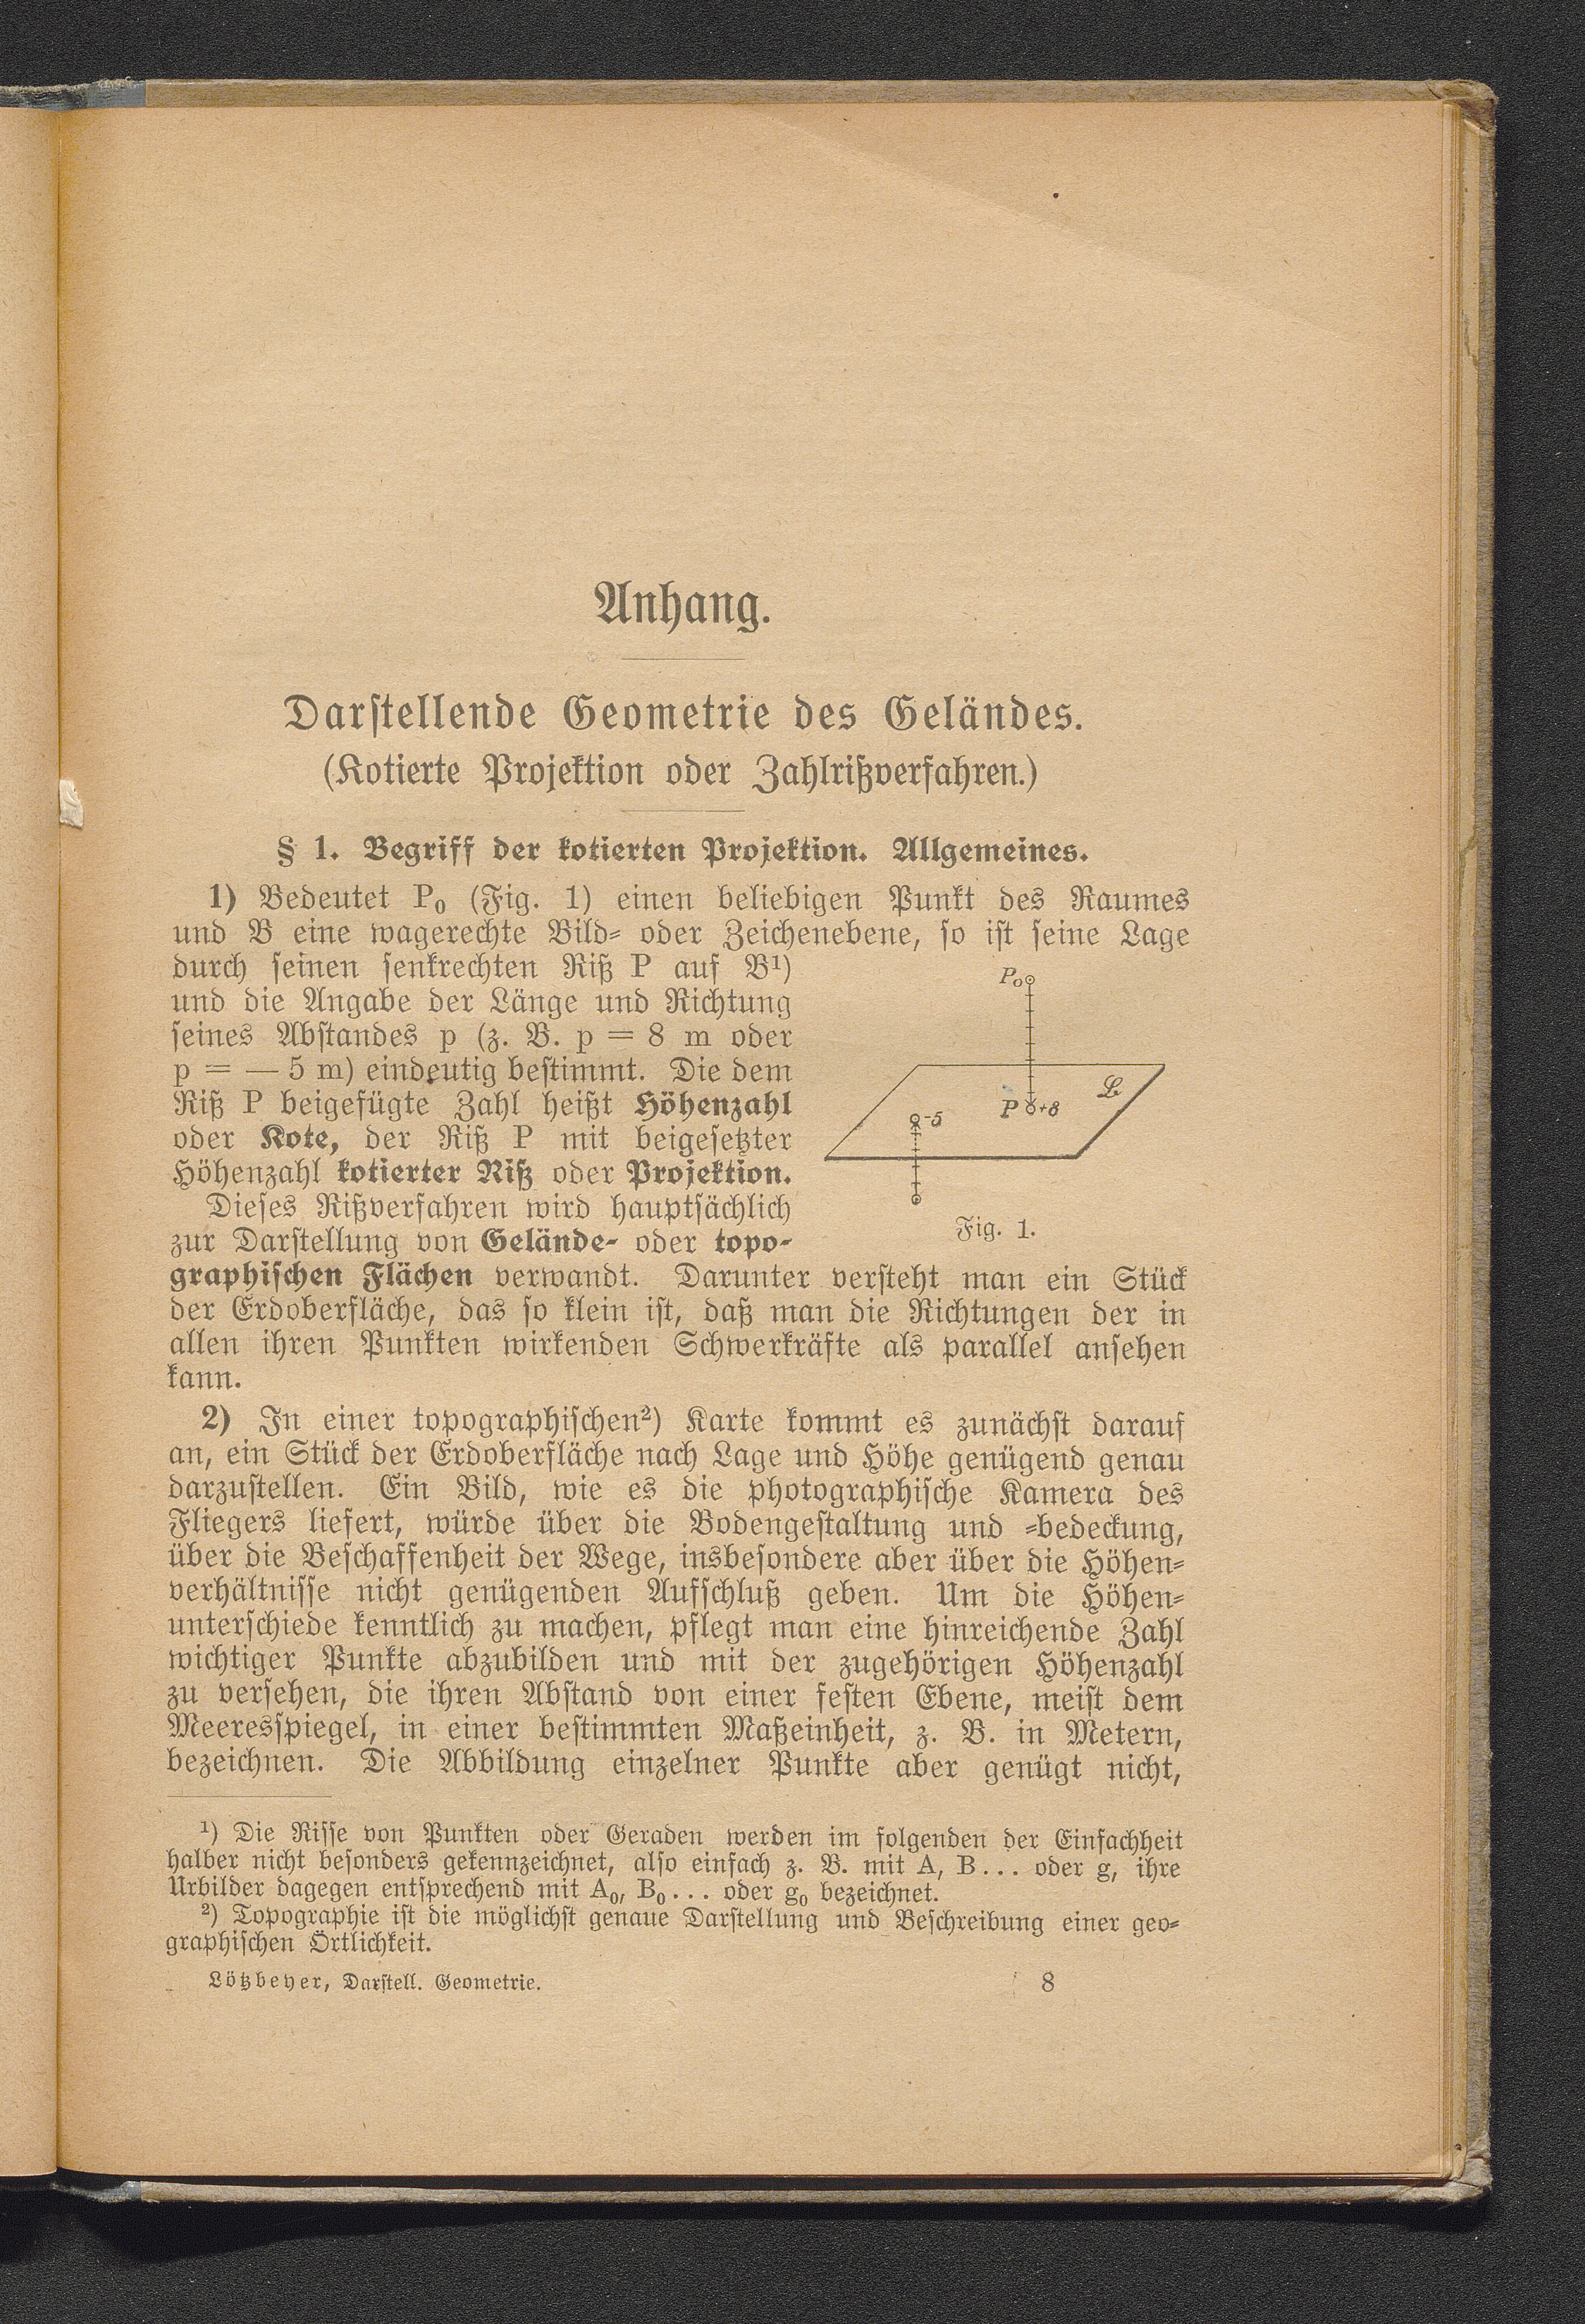 Anhang.
Darstellende Geometrie des Geländes.
(Kotierte Projektion oder Zahlrißverfahren.)
§ 1. Begriff der kotierten Projektion. Allgemeines.
1) Bedeutet P₀ (Fig. 1) einen beliebigen Punkt des Raumes
und B eine wagerechte Bild- oder Zeichenebene, so ist seine Lage
durch seinen senkrechten Riß P auf B¹)
und die Angabe der Länge und Richtung
seines Abstandes p (z. B. p = 8 m oder
p = — 5 m) eindeutig bestimmt. Die dem
Riß P beigefügte Zahl heißt Höhenzahl
oder Kote, der Riß P mit beigesetzter
Höhenzahl kotierter Riß oder Projektion.
Dieses Rißverfahren wird hauptsächlich
zur Darstellung von Gelände- oder topo-
P₀
P +8
-5
Fig. 1.
graphischen Flächen verwandt. Darunter versteht man ein Stück
der Erdoberfläche, das so klein ist, daß man die Richtungen der in
allen ihren Punkten wirkenden Schwerkräfte als parallel ansehen
kann.
2) In einer topographischen²) Karte kommt es zunächst darauf
an, ein Stück der Erdoberfläche nach Lage und Höhe genügend genau
darzustellen. Ein Bild, wie es die photographische Kamera des
Fliegers liefert, würde über die Bodengestaltung und -bedeckung,
über die Beschaffenheit der Wege, insbesondere aber über die Höhen-
verhältnisse nicht genügenden Aufschluß geben. Um die Höhen-
unterschiede kenntlich zu machen, pflegt man eine hinreichende Zahl
wichtiger Punkte abzubilden und mit der zugehörigen Höhenzahl
zu versehen, die ihren Abstand von einer festen Ebene, meist dem
Meeresspiegel, in einer bestimmten Maßeinheit, z. B. in Metern,
bezeichnen. Die Abbildung einzelner Punkte aber genügt nicht,
¹) Die Risse von Punkten oder Geraden werden im folgenden der Einfachheit
halber nicht besonders gekennzeichnet, also einfach z. B. mit A, B... oder g, ihre
Urbilder dagegen entsprechend mit A₀, B₀... oder g₀ bezeichnet.
²) Topographie ist die möglichst genaue Darstellung und Beschreibung einer geo-
graphischen Örtlichkeit.
Lötzbeyer, Darstell. Geometrie.
8